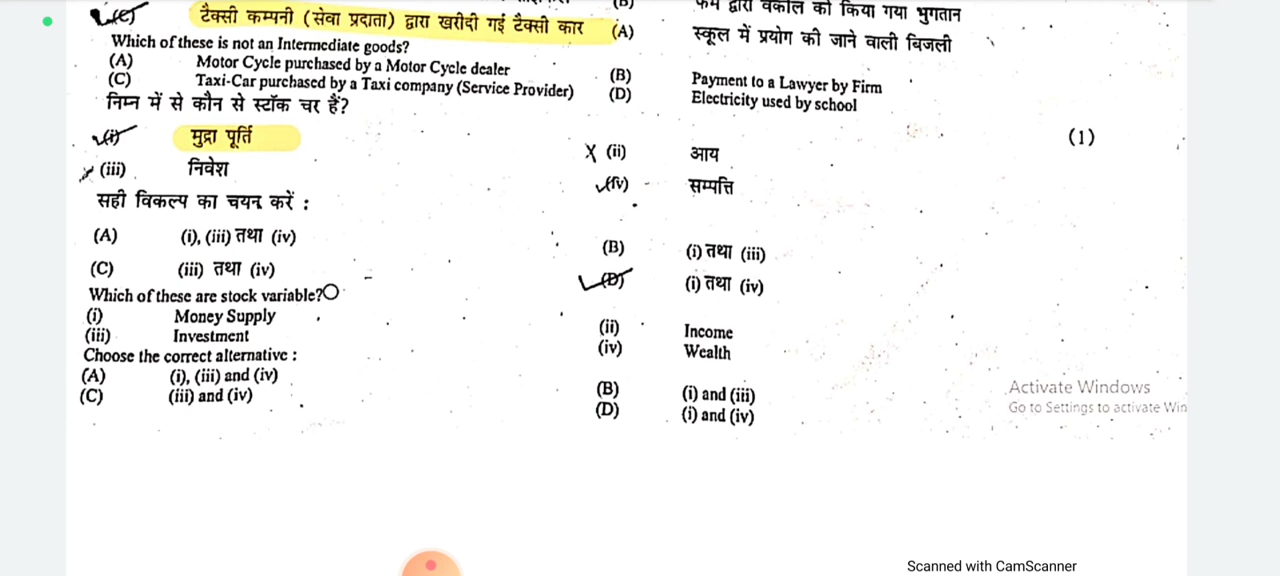 (B) फर्म द्वारा वकील को किया गया भुगतान
(C) टैक्सी कम्पनी (सेवा प्रदाता) द्वारा खरीदी गई टैक्सी कार (A) स्कूल में प्रयोग की जाने वाली बिजली
Which of these is not an Intermediate goods?
(A) Motor Cycle purchased by a Motor Cycle dealer (B) Payment to a Lawyer by Firm
(C) Taxi-Car purchased by a Taxi company (Service Provider) (D) Electricity used by school
निम्न में से कौन से स्टॉक चर हैं? (1)
(i) मुद्रा पूर्ति X (ii) आय
(iii) निवेश (iv) सम्पत्ति
सही विकल्प का चयन करें :
(A) (i), (iii) तथा (iv) (B) (i) तथा (iii)
(C) (iii) तथा (iv) (D) (i) तथा (iv)
Which of these are stock variable?
(i) Money Supply (ii) Income
(iii) Investment (iv) Wealth
Choose the correct alternative :
(A) (i), (iii) and (iv) (B) (i) and (iii)
(C) (iii) and (iv) (D) (i) and (iv)
Activate Windows
Go to Settings to activate Win
Scanned with CamScanner